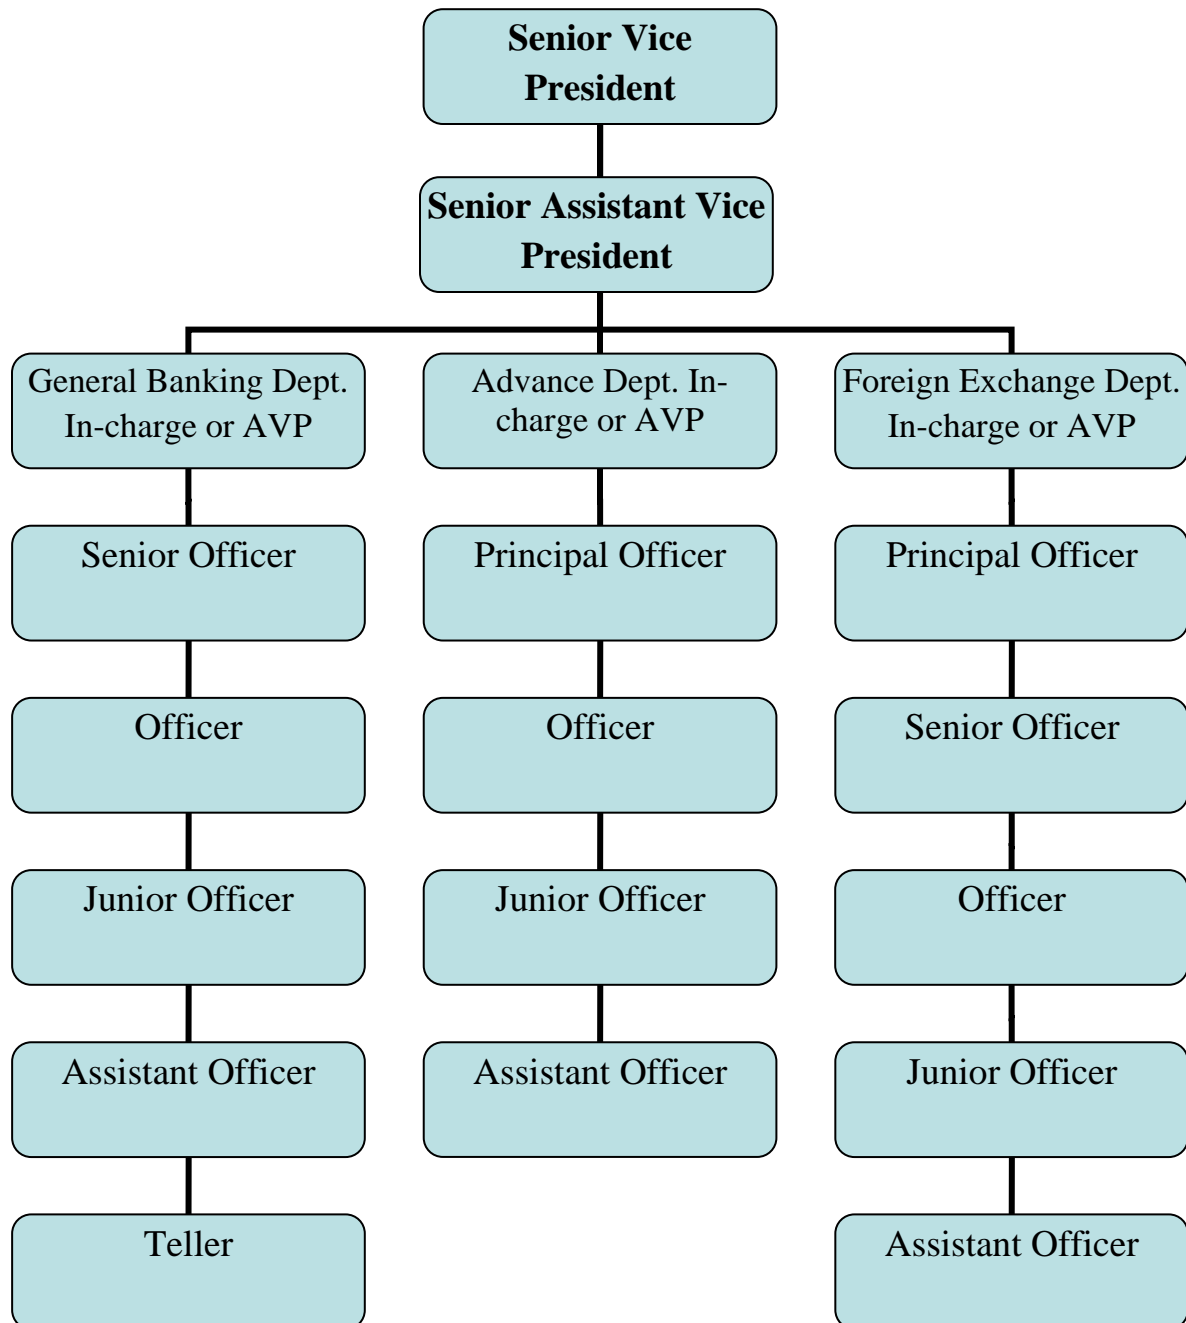 Senior Vice
President
Senior Assistant Vice
President
General Banking Dept.
In-charge or AVP
Advance Dept. In-
charge or AVP
Foreign Exchange Dept.
In-charge or AVP
Senior Officer
Principal Officer
Principal Officer
Officer
Officer
Senior Officer
Junior Officer
Junior Officer
Officer
Assistant Officer
Assistant Officer
Junior Officer
Teller
Assistant Officer